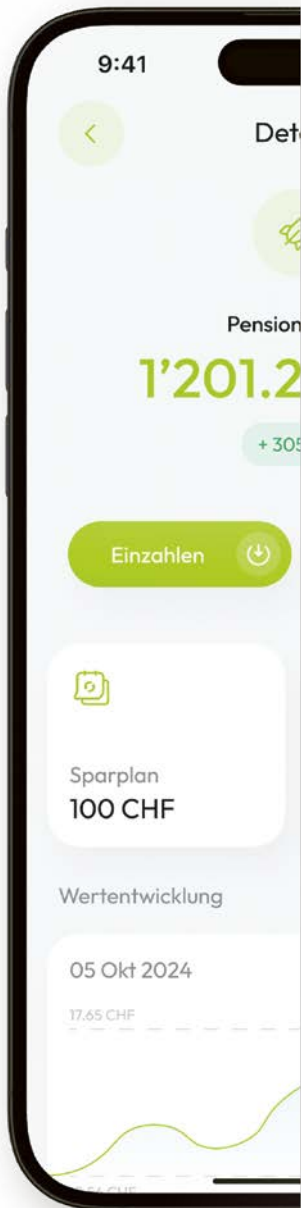 9:41
Det
Pension
1’201.2
+ 305
Einzahlen
Sparplan
100 CHF
Wertentwicklung
05 Okt 2024
17.65 CHF